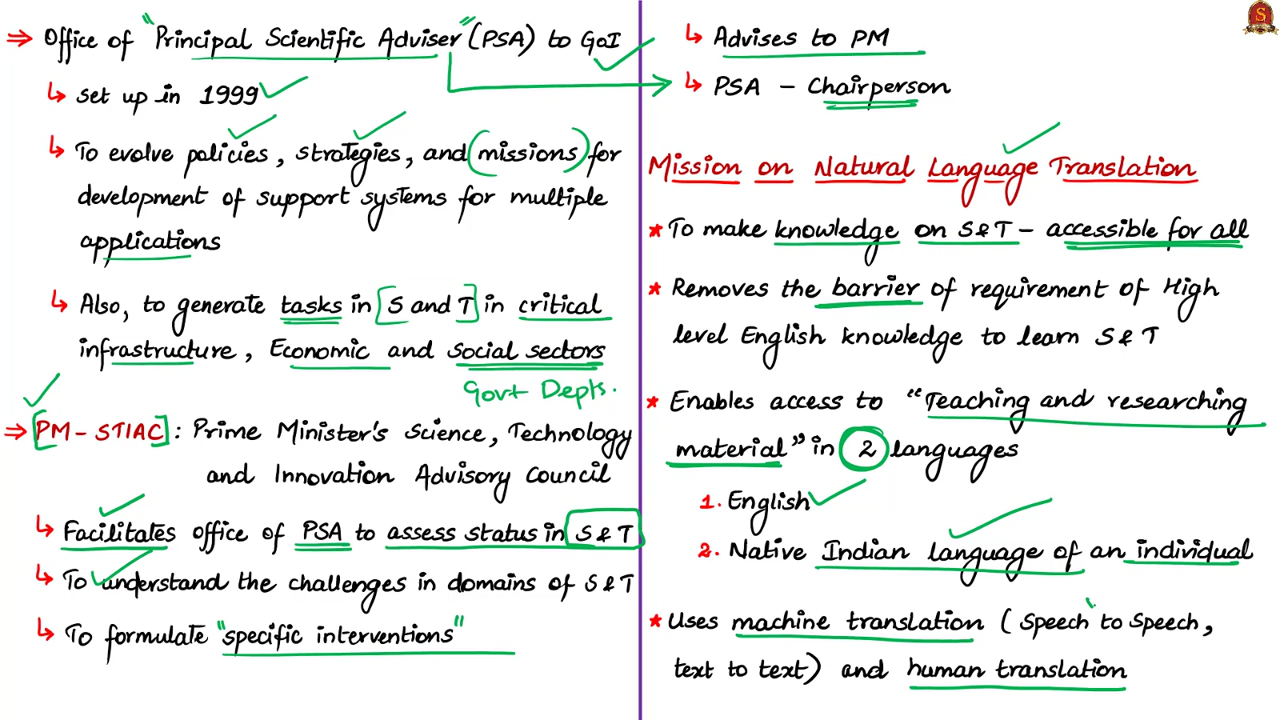 ⇒ Office of "Principal Scientific Adviser" (PSA) to GoI
↳ set up in 1999
↳ To evolve policies, strategies, and (missions) for
development of support systems for multiple
applications
↳ Also, to generate tasks in [S and T] in critical
infrastructure, Economic and social sectors
Govt Depts.
⇒ [PM-STIAC] : Prime Minister's Science, Technology
and Innovation Advisory Council
↳ Facilitates office of PSA to assess status in S & T
↳ To understand the challenges in domains of S & T
↳ To formulate "specific interventions"
↳ Advises to PM
↳ PSA – Chairperson
Mission on Natural Language Translation
* To make knowledge on S & T – accessible for all
* Removes the barrier of requirement of High
level English knowledge to learn S & T
* Enables access to "Teaching and researching
material" in 2 languages
1. English
2. Native Indian language of an individual
* Uses machine translation (Speech to Speech,
text to text) and human translation
S